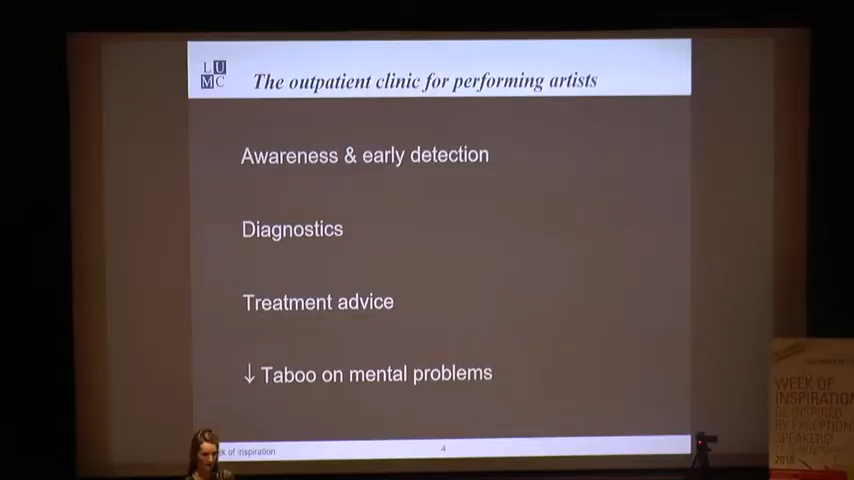 LU
MC
The outpatient clinic for performing artists
Awareness & early detection
Diagnostics
Treatment advice
↓ Taboo on mental problems
of inspiration
4
WEEK OF
INSPIRATION
BE INSPIRED
BY EXCEPTION
SPEAKERS!
2016